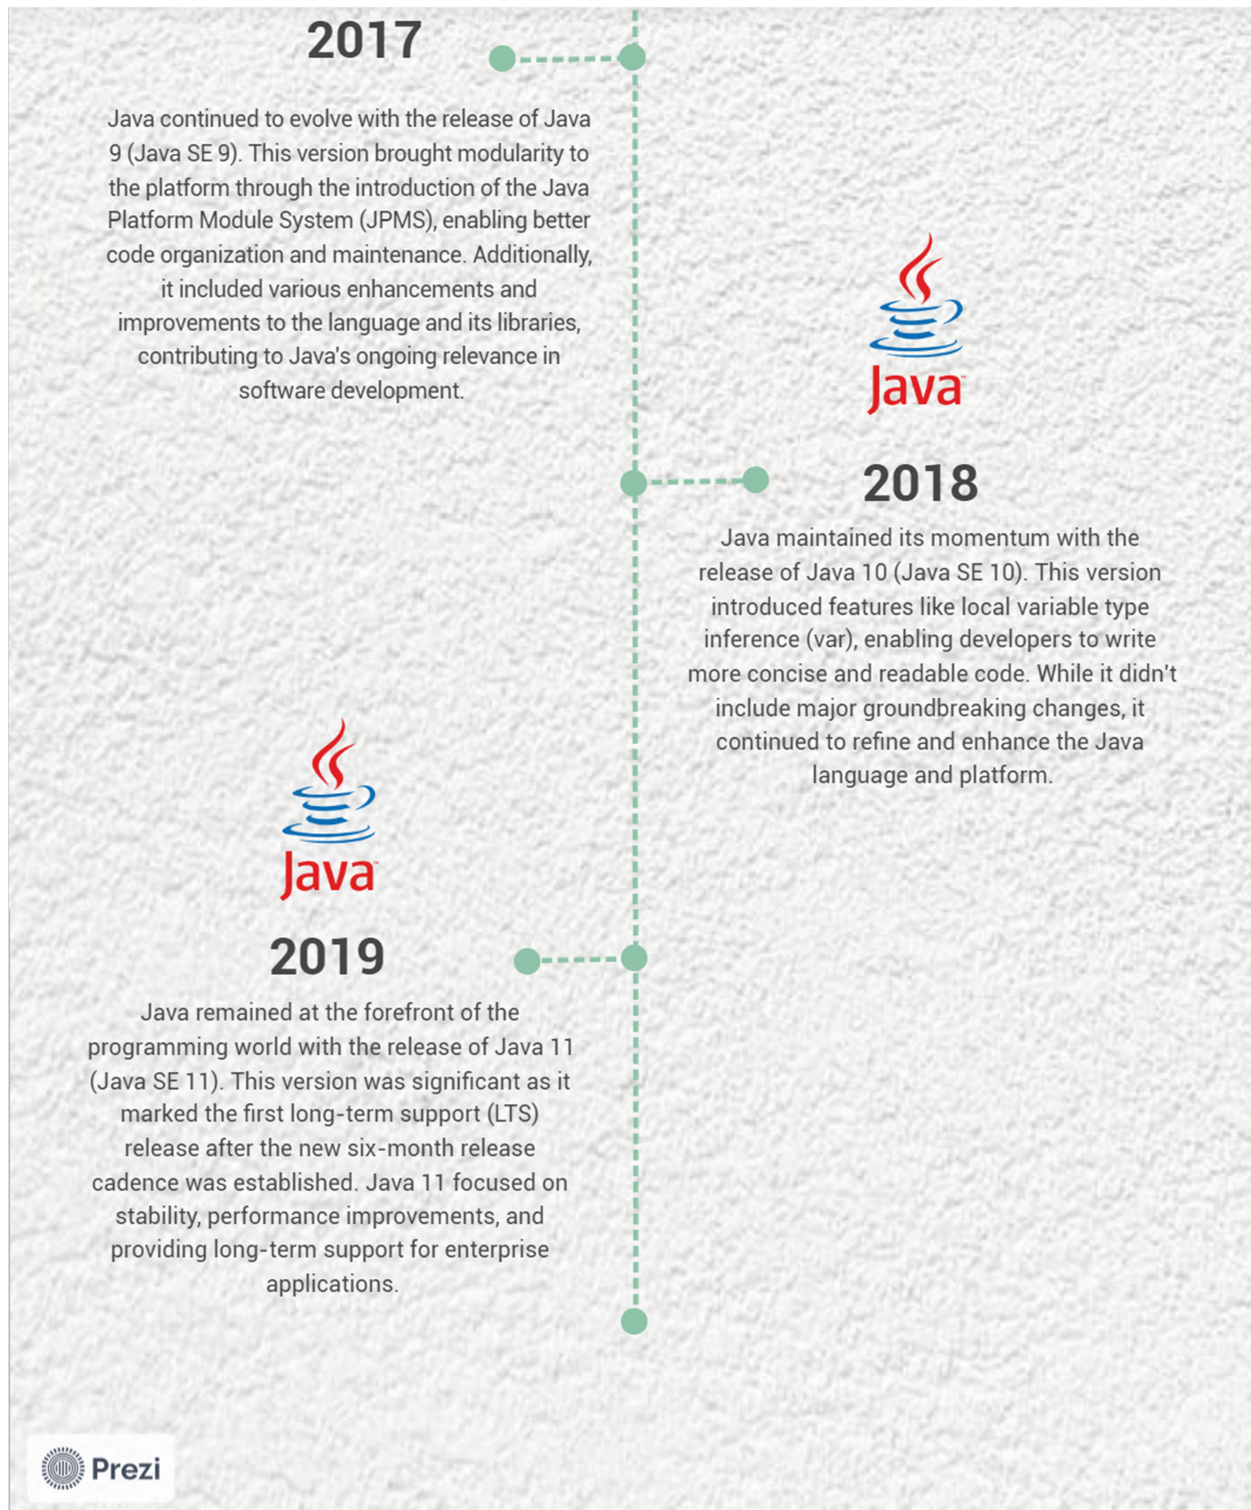 2017
Java continued to evolve with the release of Java
9 (Java SE 9). This version brought modularity to
the platform through the introduction of the Java
Platform Module System (JPMS), enabling better
code organization and maintenance. Additionally,
it included various enhancements and
improvements to the language and its libraries,
contributing to Java's ongoing relevance in
software development.
Java™
2018
Java maintained its momentum with the
release of Java 10 (Java SE 10). This version
introduced features like local variable type
inference (var), enabling developers to write
more concise and readable code. While it didn't
include major groundbreaking changes, it
continued to refine and enhance the Java
language and platform.
Java™
2019
Java remained at the forefront of the
programming world with the release of Java 11
(Java SE 11). This version was significant as it
marked the first long-term support (LTS)
release after the new six-month release
cadence was established. Java 11 focused on
stability, performance improvements, and
providing long-term support for enterprise
applications.
Prezi